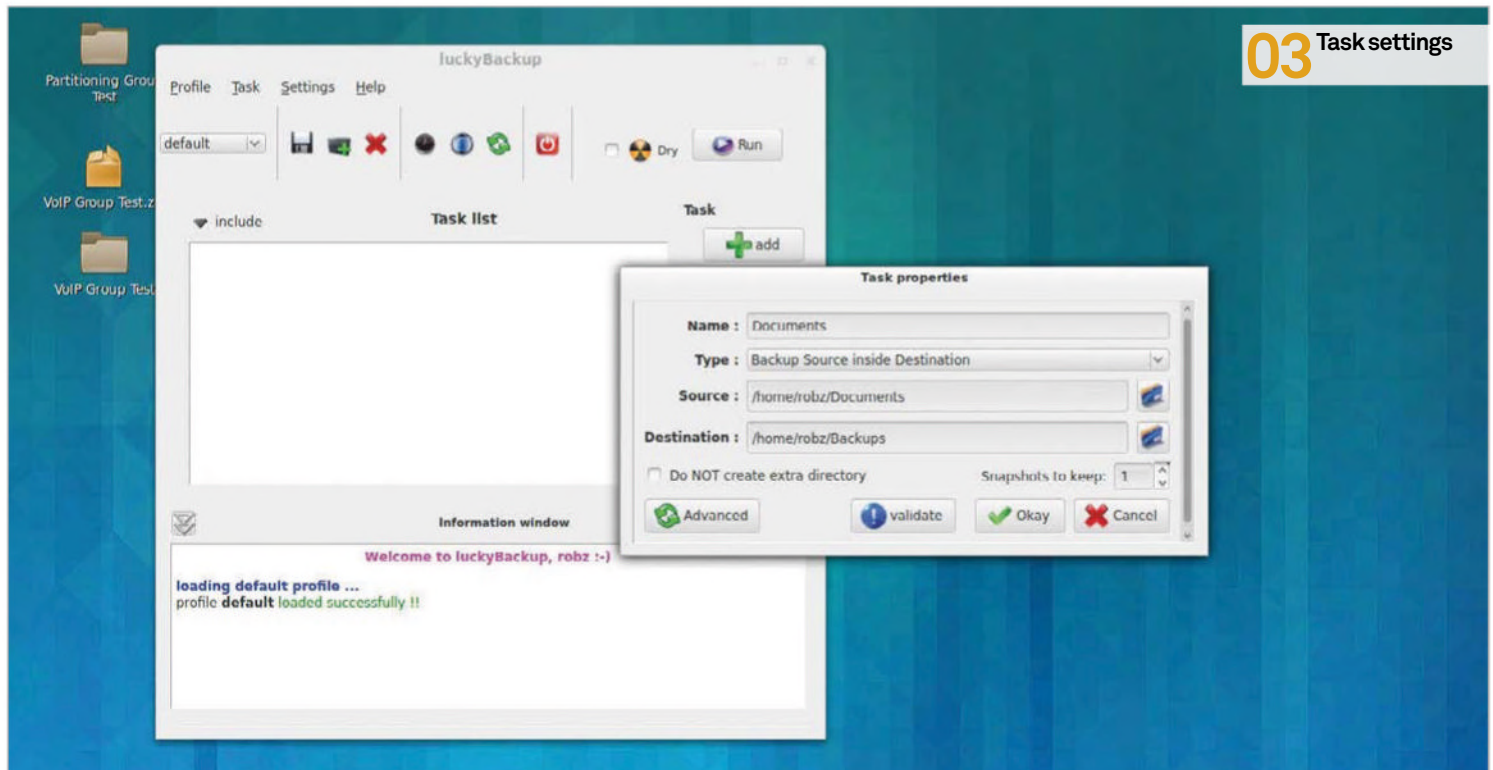 03 Task settings
Partitioning Grou
Test
VoIP Group Test.z
VoIP Group Test
luckyBackup
Profile Task Settings Help
default
Dry
Run
include
Task list
Task
add
Task properties
Name : Documents
Type : Backup Source inside Destination
Source : /home/robz/Documents
Destination : /home/robz/Backups
Do NOT create extra directory
Snapshots to keep: 1
Advanced
validate
Okay
Cancel
Information window
Welcome to luckyBackup, robz :-)
loading default profile ...
profile default loaded successfully !!